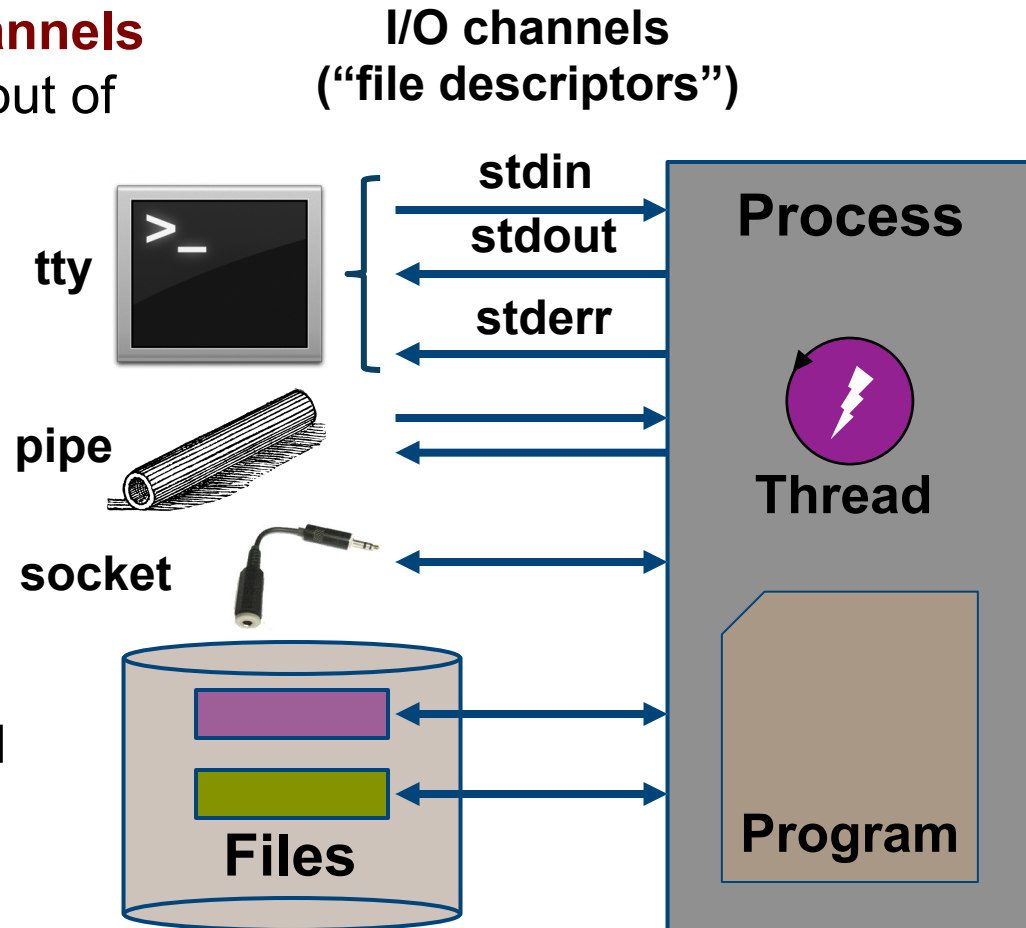 annels
out of
I/O channels
(“file descriptors”)
stdin
stdout
stderr
tty
>_
pipe
socket
Files
Process
Thread
Program